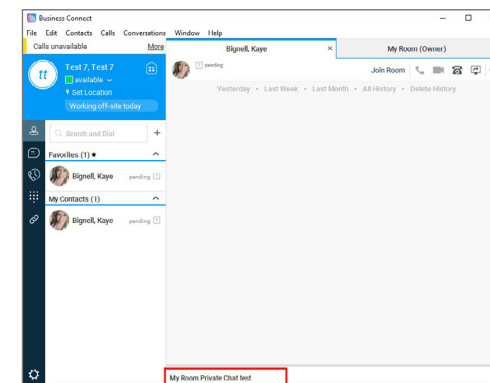 Business Connect
File Edit Contacts Calls Conversations Window Help
Calls unavailable More
Bignell, Kaye × My Room (Owner)
tt
Test 7, Test 7
available
Set Location
Working off-site today
pending
Join Room
Yesterday • Last Week • Last Month • All History • Delete History
Search and Dial +
Favorites (1) ★
Bignell, Kaye pending ?
My Contacts (1)
Bignell, Kaye pending ?
My Room Private Chat test